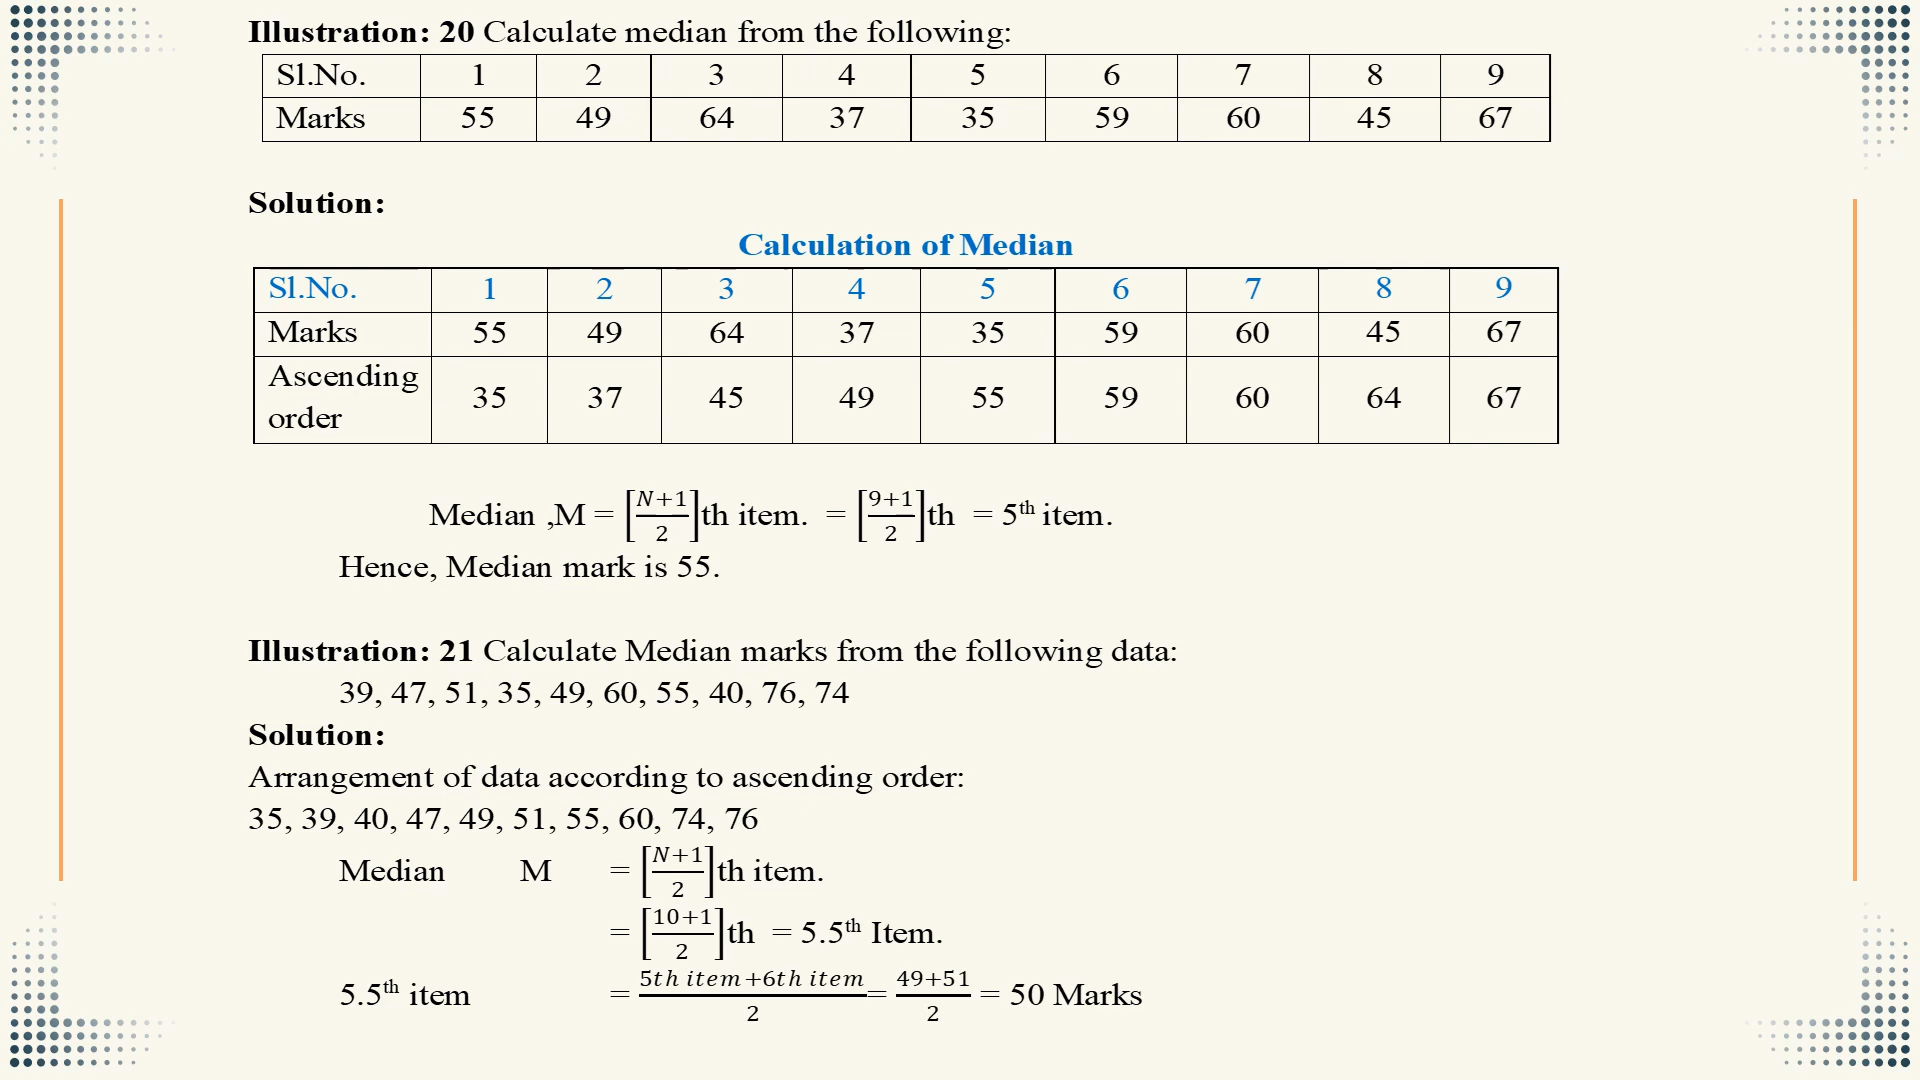 Illustration: 20 Calculate median from the following:
Sl.No. 1 2 3 4 5 6 7 8 9
Marks 55 49 64 37 35 59 60 45 67
Solution:
Calculation of Median
Sl.No. 1 2 3 4 5 6 7 8 9
Marks 55 49 64 37 35 59 60 45 67
Ascending order 35 37 45 49 55 59 60 64 67
Median ,M = [N+1/2]th item. = [9+1/2]th = 5th item.
Hence, Median mark is 55.
Illustration: 21 Calculate Median marks from the following data:
39, 47, 51, 35, 49, 60, 55, 40, 76, 74
Solution:
Arrangement of data according to ascending order:
35, 39, 40, 47, 49, 51, 55, 60, 74, 76
Median M = [N+1/2]th item.
= [10+1/2]th = 5.5th Item.
5.5th item = 5th item+6th item/2 = 49+51/2 = 50 Marks